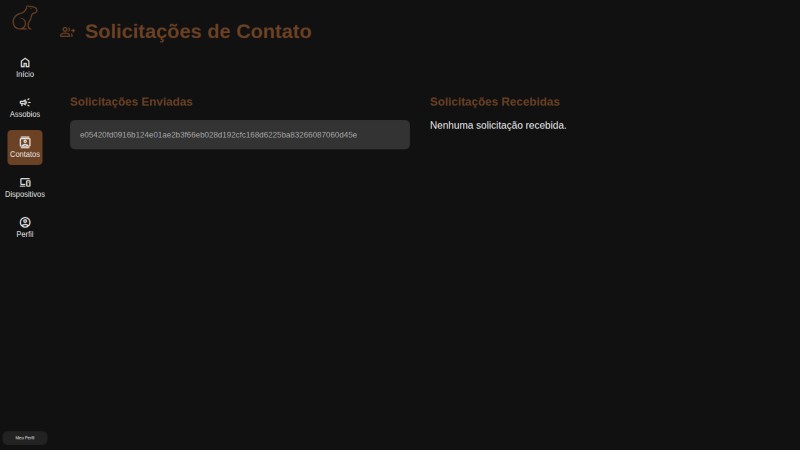 Solicitações de Contato
Início
Assobios
Contatos
Dispositivos
Perfil
Solicitações Enviadas
e05420fd0916b124e01ae2b3f66eb028d192cfc168d6225ba83266087060d45e
Solicitações Recebidas
Nenhuma solicitação recebida.
Meu Perfil